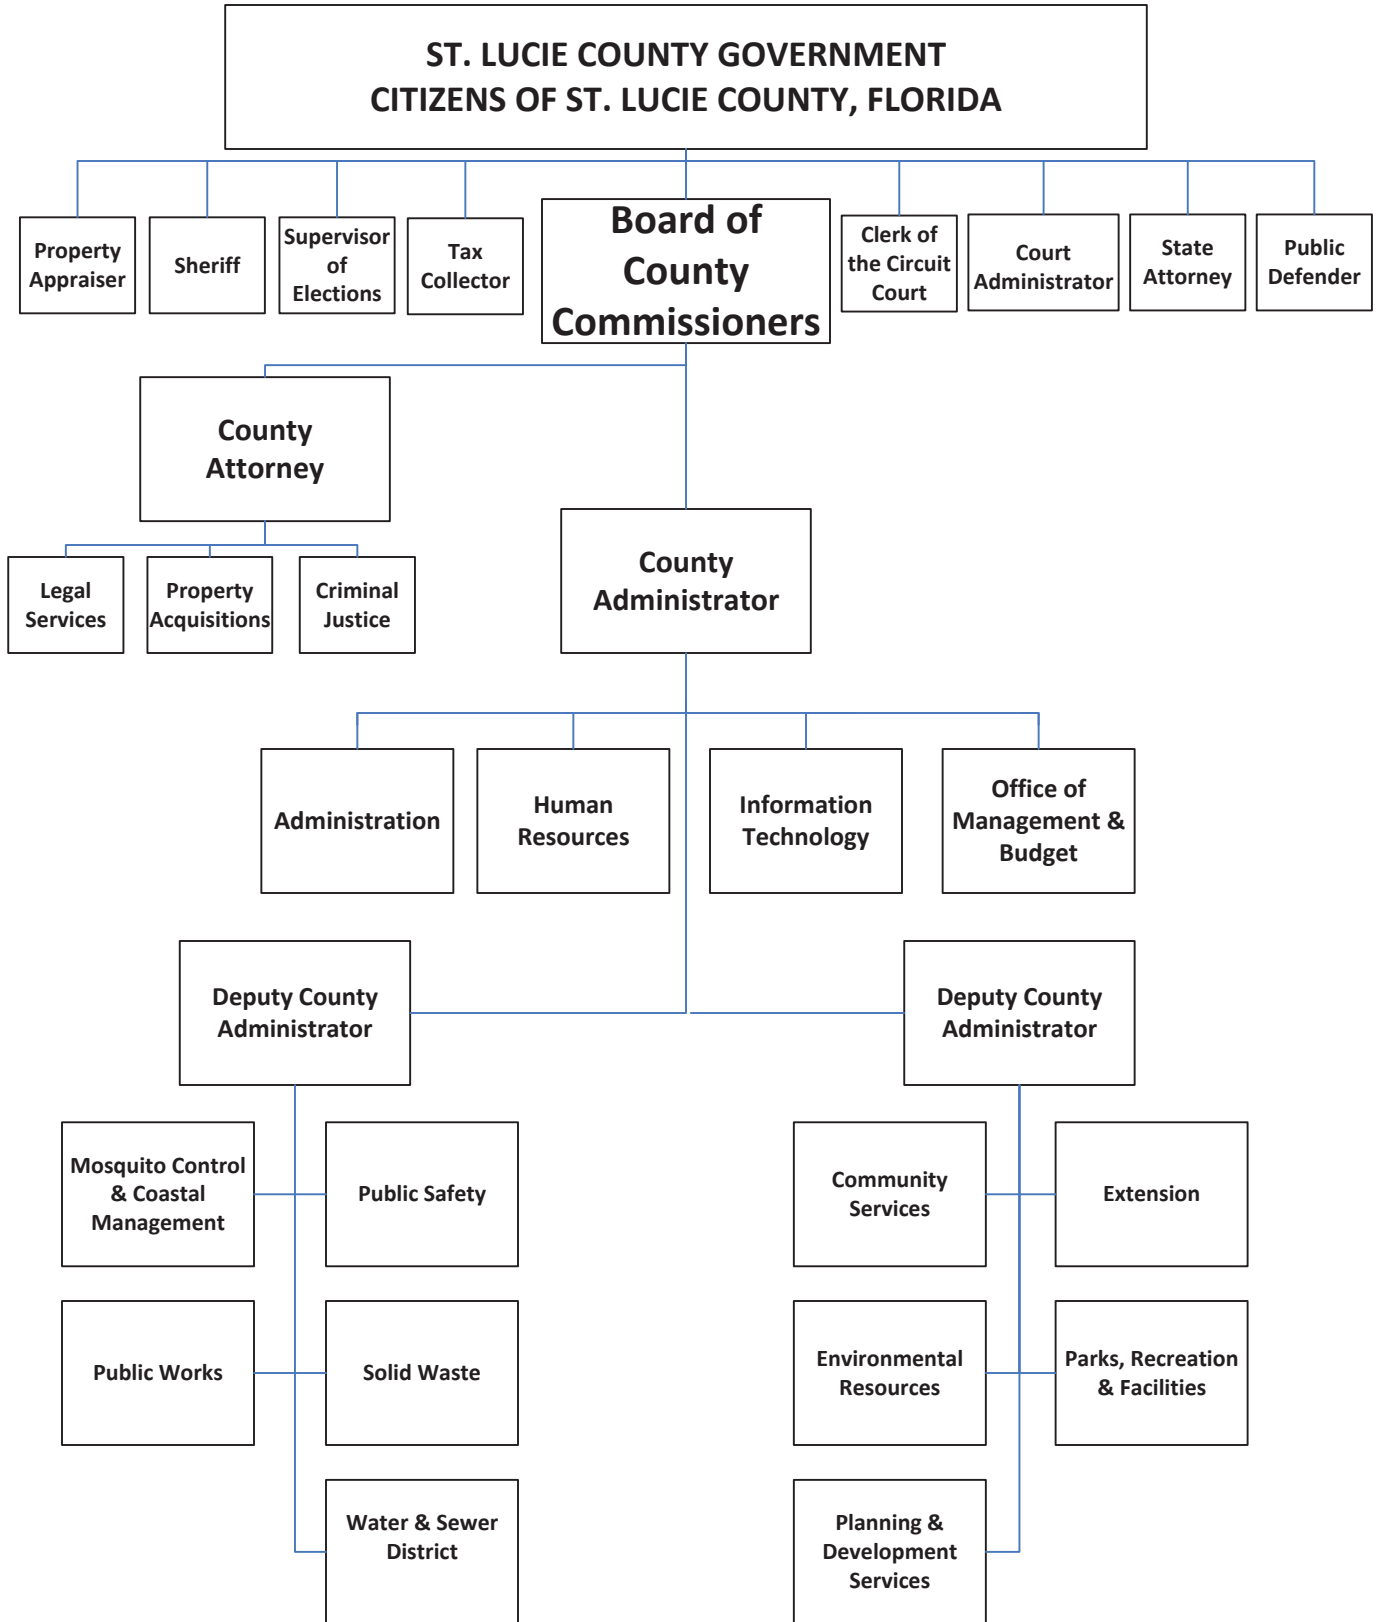 ST. LUCIE COUNTY GOVERNMENT
CITIZENS OF ST. LUCIE COUNTY, FLORIDA
Property
Appraiser
Sheriff
Supervisor
of
Elections
Tax
Collector
Board of
County
Commissioners
Clerk of
the Circuit
Court
Court
Administrator
State
Attorney
Public
Defender
County
Attorney
Legal
Services
Property
Acquisitions
Criminal
Justice
County
Administrator
Administration
Human
Resources
Information
Technology
Office of
Management &
Budget
Deputy County
Administrator
Deputy County
Administrator
Mosquito Control
& Coastal
Management
Public Safety
Public Works
Solid Waste
Water & Sewer
District
Community
Services
Extension
Environmental
Resources
Parks, Recreation
& Facilities
Planning &
Development
Services